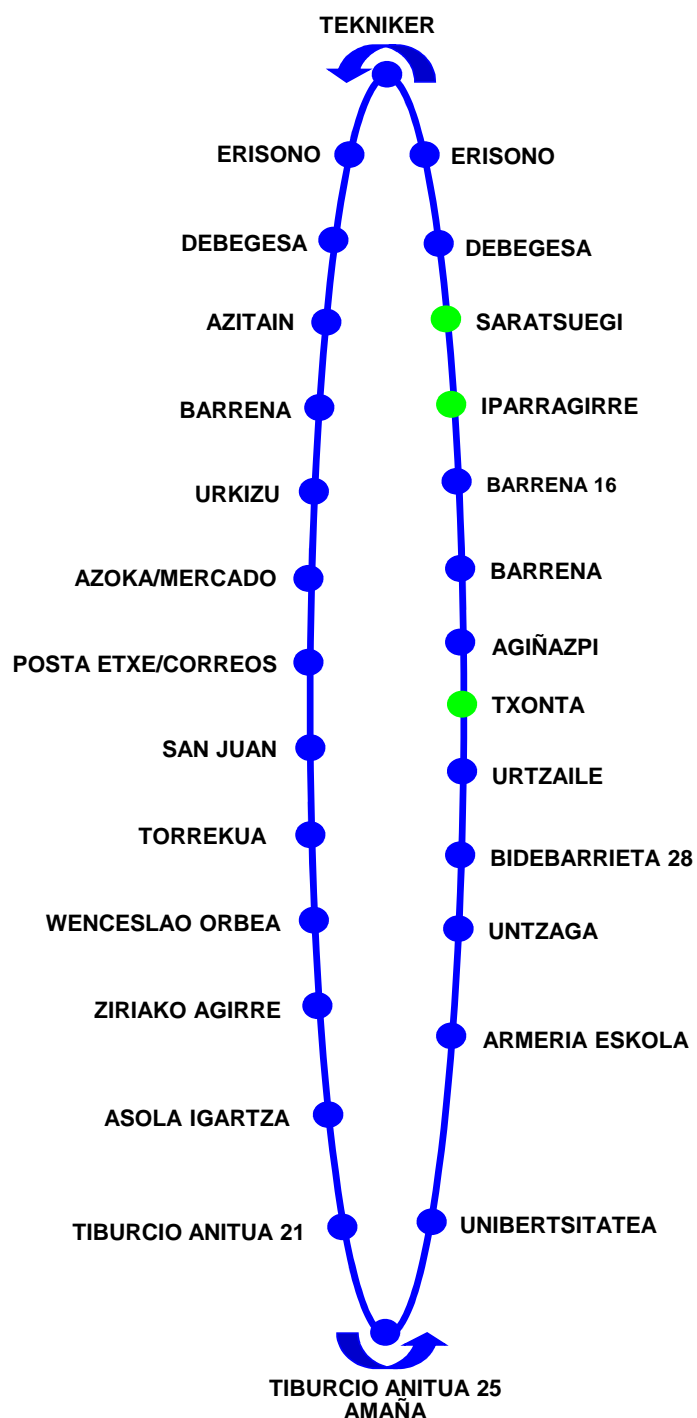 TEKNIKER
ERISONO
ERISONO
DEBEGESA
DEBEGESA
AZITAIN
SARATSUEGI
BARRENA
IPARRAGIRRE
URKIZU
BARRENA 16
AZOKA/MERCADO
BARRENA
POSTA ETXE/CORREOS
AGIÑAZPI
TXONTA
SAN JUAN
URTZAILE
TORREKUA
BIDEBARRIETA 28
WENCESLAO ORBEA
UNTZAGA
ZIRIAKO AGIRRE
ARMERIA ESKOLA
ASOLA IGARTZA
TIBURCIO ANITUA 21
UNIBERTSITATEA
TIBURCIO ANITUA 25
AMAÑA